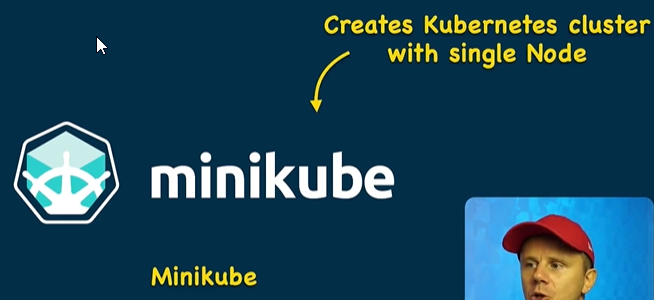 Creates Kubernetes cluster
with single Node
minikube
Minikube